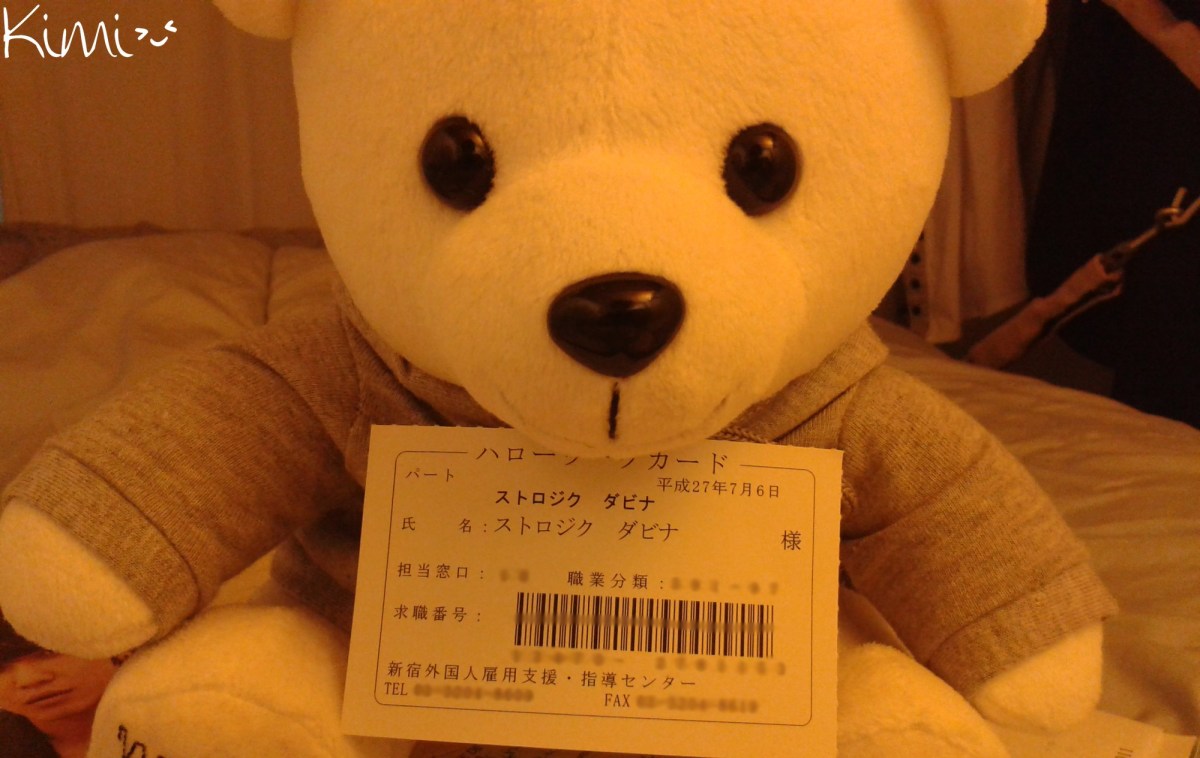 Kimi
ハローワークカード
パート
平成27年7月6日
ストロジク ダビナ
氏 名:ストロジク ダビナ 様
担当窓口: 職業分類:
求職番号:
新宿外国人雇用支援・指導センター
TEL FAX